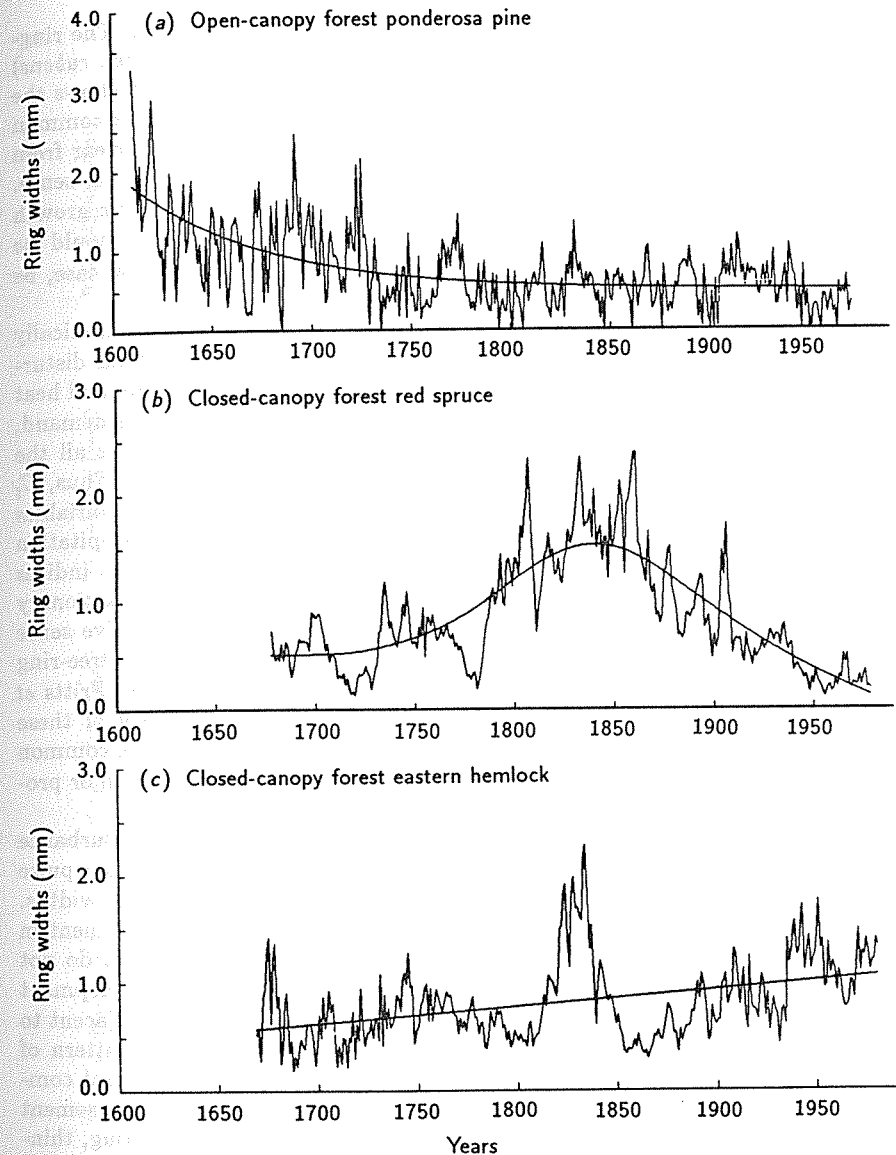 (a) Open-canopy forest ponderosa pine
Ring widths (mm)
4.0
3.0
2.0
1.0
0.0
1600 1650 1700 1750 1800 1850 1900 1950
(b) Closed-canopy forest red spruce
Ring widths (mm)
3.0
2.0
1.0
0.0
1600 1650 1700 1750 1800 1850 1900 1950
(c) Closed-canopy forest eastern hemlock
Ring widths (mm)
3.0
2.0
1.0
0.0
1600 1650 1700 1750 1800 1850 1900 1950
Years